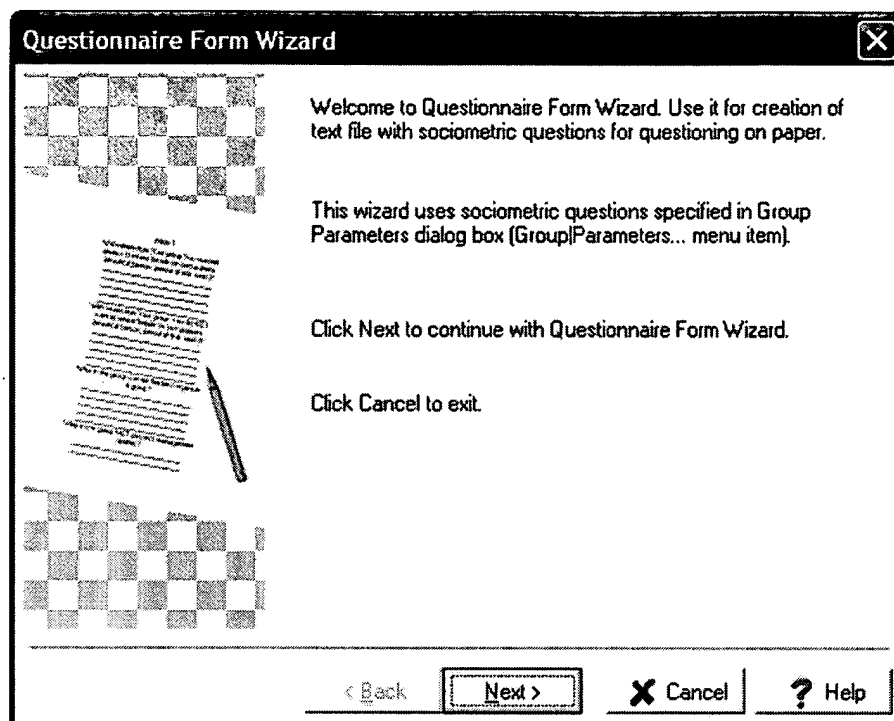 Questionnaire Form Wizard
Welcome to Questionnaire Form Wizard. Use it for creation of
text file with sociometric questions for questioning on paper.
This wizard uses sociometric questions specified in Group
Parameters dialog box (Group|Parameters... menu item).
Click Next to continue with Questionnaire Form Wizard.
Click Cancel to exit.
< Back
Next >
Cancel
? Help